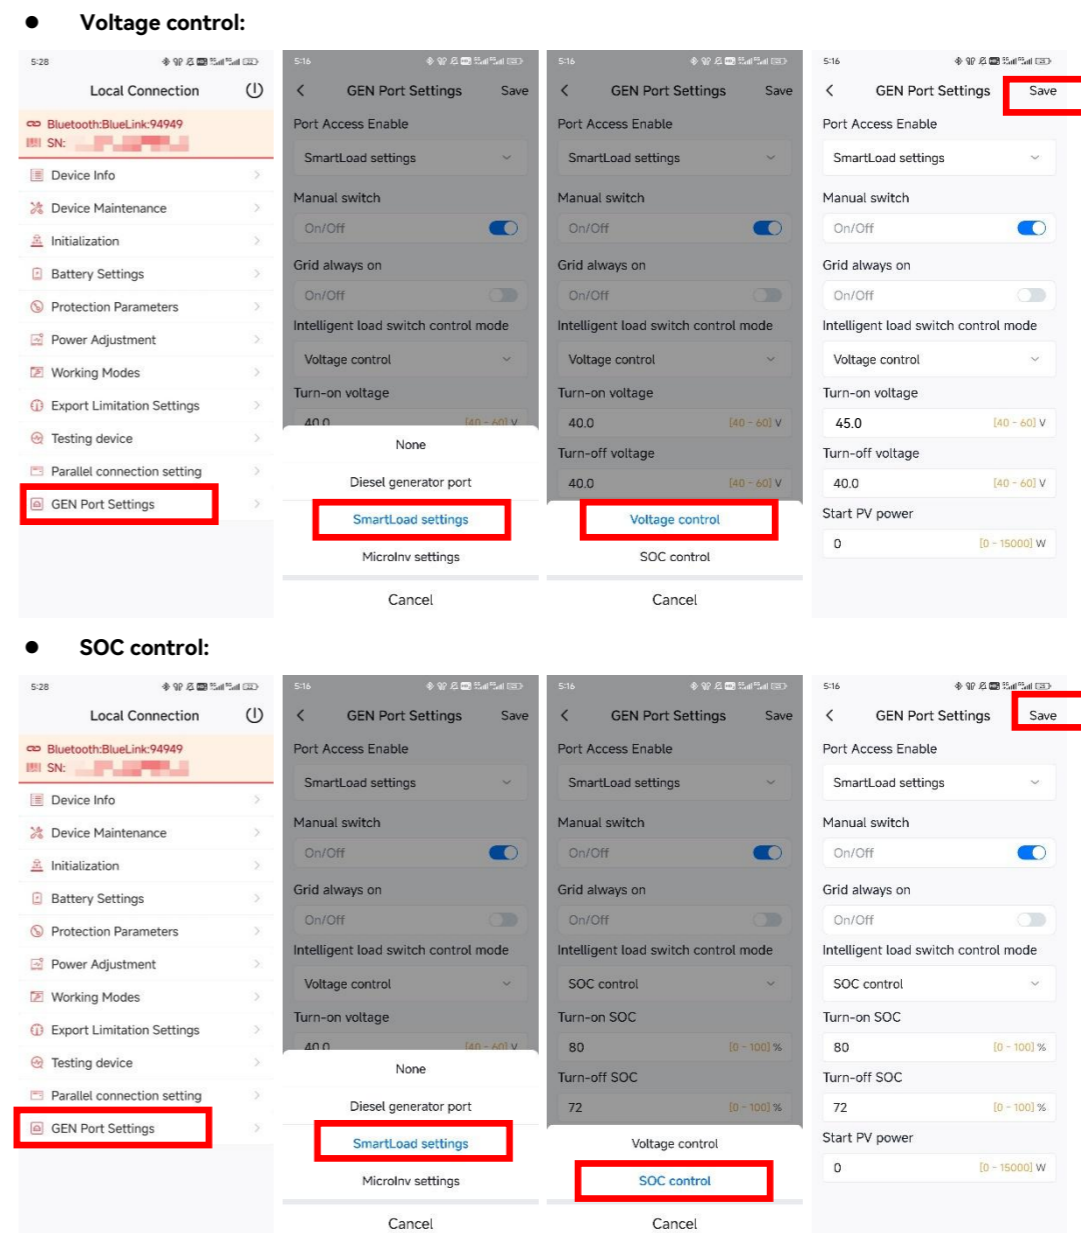 ● Voltage control:
5:28
Local Connection
Bluetooth:BlueLink:94949
SN:
Device Info
Device Maintenance
Initialization
Battery Settings
Protection Parameters
Power Adjustment
Working Modes
Export Limitation Settings
Testing device
Parallel connection setting
GEN Port Settings
5:16
GEN Port Settings Save
Port Access Enable
SmartLoad settings
Manual switch
On/Off
Grid always on
On/Off
Intelligent load switch control mode
Voltage control
Turn-on voltage
40.0 [40 - 60] V
None
Diesel generator port
SmartLoad settings
MicroInv settings
Cancel
5:16
GEN Port Settings Save
Port Access Enable
SmartLoad settings
Manual switch
On/Off
Grid always on
On/Off
Intelligent load switch control mode
Voltage control
Turn-on voltage
40.0 [40 - 60] V
Turn-off voltage
40.0 [40 - 60] V
Voltage control
SOC control
Cancel
5:16
GEN Port Settings Save
Port Access Enable
SmartLoad settings
Manual switch
On/Off
Grid always on
On/Off
Intelligent load switch control mode
Voltage control
Turn-on voltage
45.0 [40 - 60] V
Turn-off voltage
40.0 [40 - 60] V
Start PV power
0 [0 - 15000] W
● SOC control:
5:28
Local Connection
Bluetooth:BlueLink:94949
SN:
Device Info
Device Maintenance
Initialization
Battery Settings
Protection Parameters
Power Adjustment
Working Modes
Export Limitation Settings
Testing device
Parallel connection setting
GEN Port Settings
5:16
GEN Port Settings Save
Port Access Enable
SmartLoad settings
Manual switch
On/Off
Grid always on
On/Off
Intelligent load switch control mode
Voltage control
Turn-on voltage
40.0 [40 - 60] V
None
Diesel generator port
SmartLoad settings
MicroInv settings
Cancel
5:16
GEN Port Settings Save
Port Access Enable
SmartLoad settings
Manual switch
On/Off
Grid always on
On/Off
Intelligent load switch control mode
SOC control
Turn-on SOC
80 [0 - 100] %
Turn-off SOC
72 [0 - 100] %
Voltage control
SOC control
Cancel
5:16
GEN Port Settings Save
Port Access Enable
SmartLoad settings
Manual switch
On/Off
Grid always on
On/Off
Intelligent load switch control mode
SOC control
Turn-on SOC
80 [0 - 100] %
Turn-off SOC
72 [0 - 100] %
Start PV power
0 [0 - 15000] W